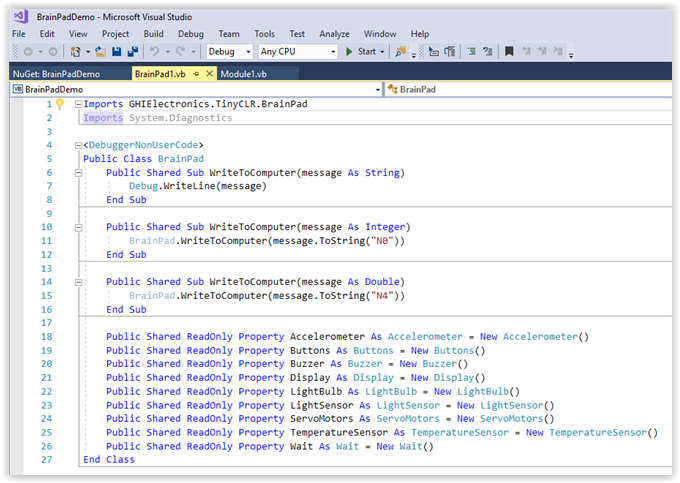 BrainPadDemo - Microsoft Visual Studio
File Edit View Project Build Debug Team Tools Test Analyze Window Help
Debug Any CPU Start
NuGet: BrainPadDemo BrainPad1.vb Module1.vb
VB BrainPadDemo BrainPad
1 Imports GHIElectronics.TinyCLR.BrainPad
2 Imports System.Diagnostics
3
4 <DebuggerNonUserCode>
5 Public Class BrainPad
6 Public Shared Sub WriteToComputer(message As String)
7 Debug.WriteLine(message)
8 End Sub
9
10 Public Shared Sub WriteToComputer(message As Integer)
11 BrainPad.WriteToComputer(message.ToString("N0"))
12 End Sub
13
14 Public Shared Sub WriteToComputer(message As Double)
15 BrainPad.WriteToComputer(message.ToString("N4"))
16 End Sub
17
18 Public Shared ReadOnly Property Accelerometer As Accelerometer = New Accelerometer()
19 Public Shared ReadOnly Property Buttons As Buttons = New Buttons()
20 Public Shared ReadOnly Property Buzzer As Buzzer = New Buzzer()
21 Public Shared ReadOnly Property Display As Display = New Display()
22 Public Shared ReadOnly Property LightBulb As LightBulb = New LightBulb()
23 Public Shared ReadOnly Property LightSensor As LightSensor = New LightSensor()
24 Public Shared ReadOnly Property ServoMotors As ServoMotors = New ServoMotors()
25 Public Shared ReadOnly Property TemperatureSensor As TemperatureSensor = New TemperatureSensor()
26 Public Shared ReadOnly Property Wait As Wait = New Wait()
27 End Class